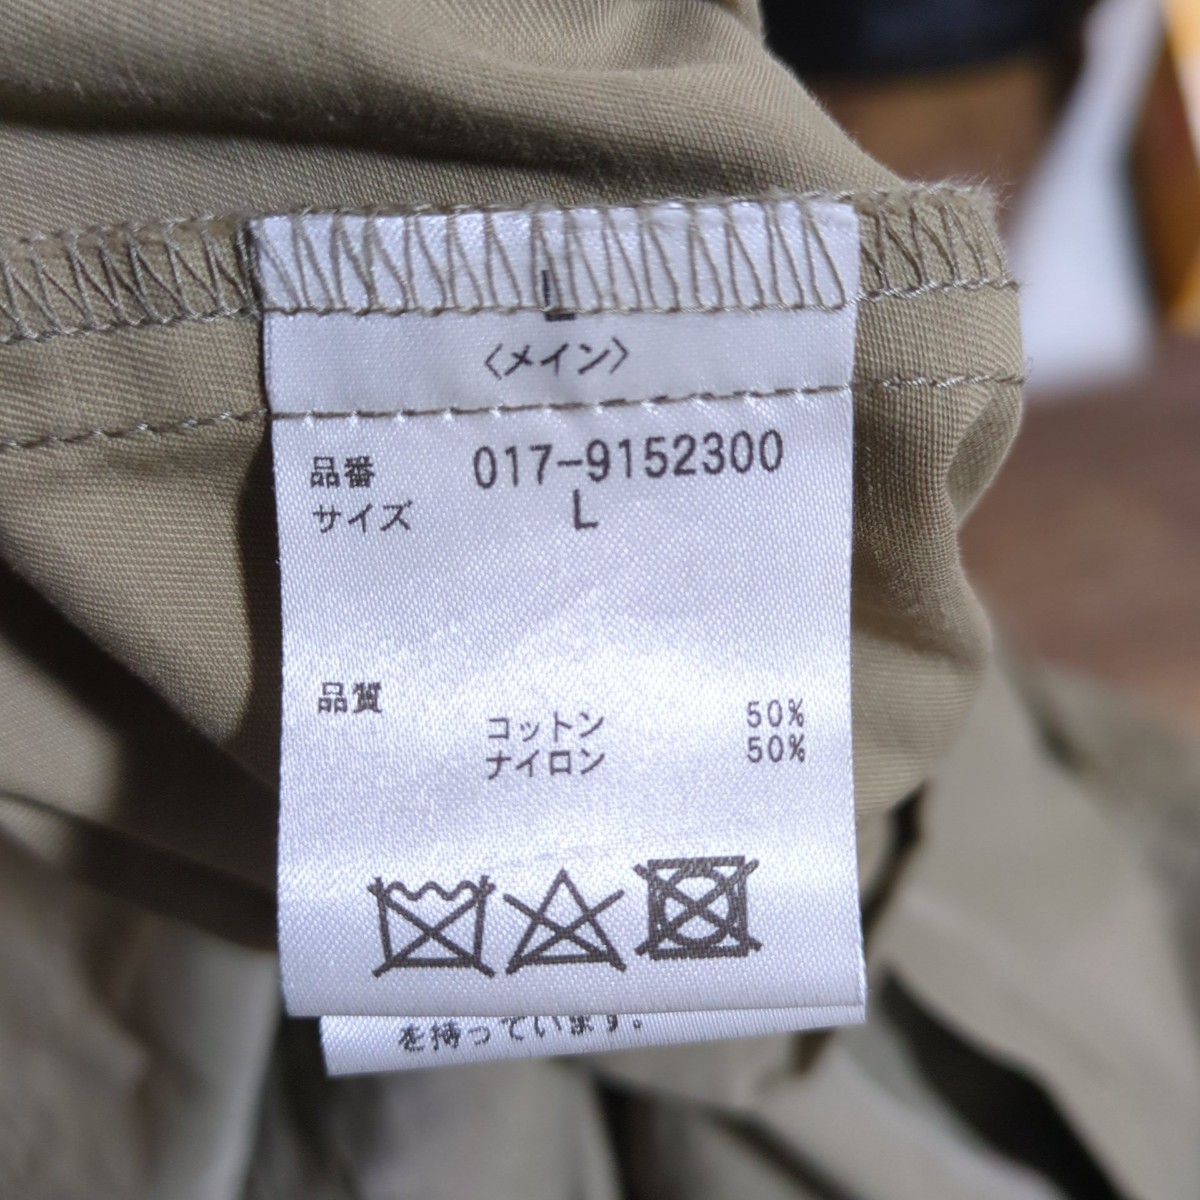 L
〈メイン〉
品番 017-9152300
サイズ L
品質
コットン 50%
ナイロン 50%
を持っています。